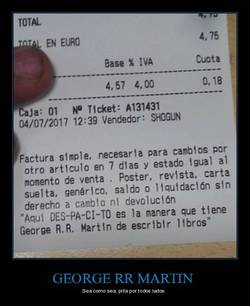 TOTAL 4,75
TOTAL EN EURO 4,75
Base % IVA Cuota
4,57 4,00 0,18
Caja: 01 Nº Ticket: A131431
04/07/2017 12:39 Vendedor: SHOGUN
Factura simple, necesaria para cambios por
otro artículo en 7 días y estado igual al
momento de venta . Poster, revista, carta
suelta, genérico, saldo o liquidación sin
derecho a cambio ni devolución
"Aquí DES-PA-CI-TO es la manera que tiene
George R.R. Martin de escribir libros"
GEORGE RR MARTIN
Sea como sea, pilla por todos lados